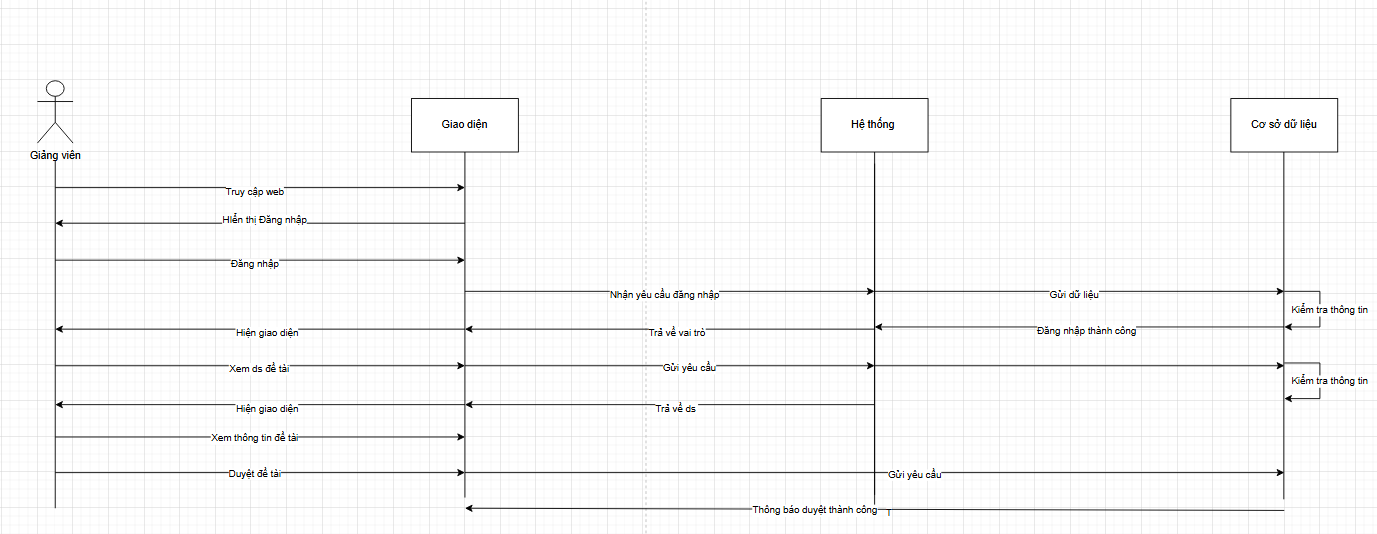 Giao diện
Hệ thống
Cơ sở dữ liệu
Giảng viên
Truy cập web
HIển thị Đăng nhập
Đăng nhập
Nhận yêu cầu đăng nhập
Gửi dữ liệu
Kiểm tra thông tin
Hiện giao diện
Trả về vai trò
Đăng nhập thành công
Xem ds đề tài
Gửi yêu cầu
Kiểm tra thông tin
Hiện giao diện
Trả về ds
Xem thông tin đề tài
Duyệt đề tài
Gửi yêu cầu
Thông báo duyệt thành công